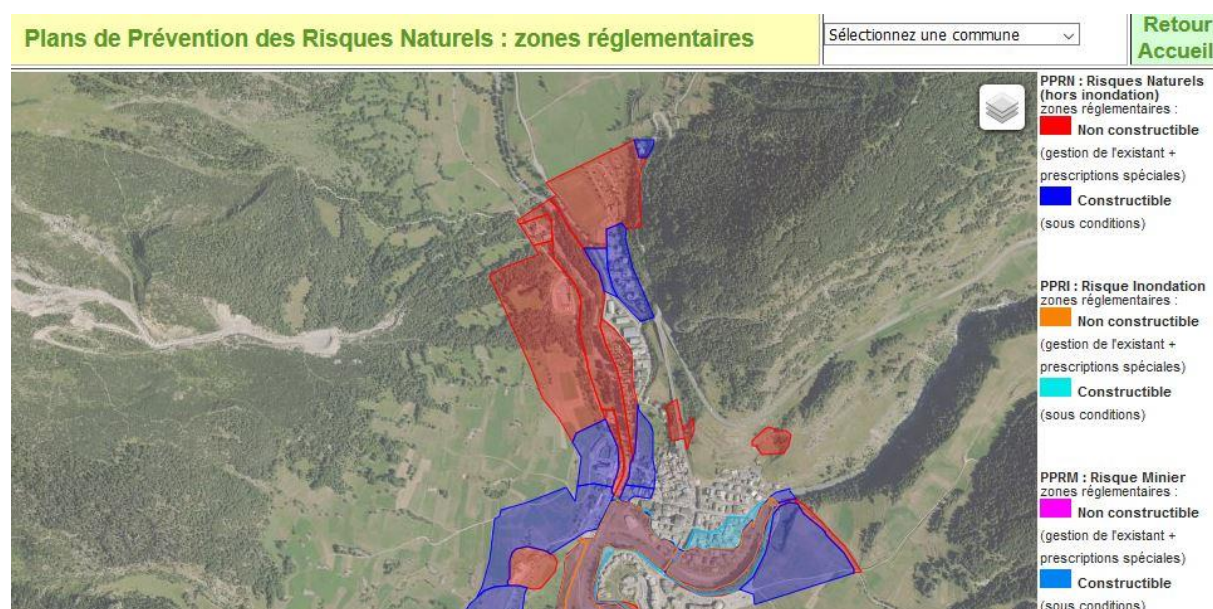 Plans de Prévention des Risques Naturels : zones réglementaires
Sélectionnez une commune
Retour
Accueil
PPRN : Risques Naturels
(hors inondation)
zones réglementaires :
Non constructible
(gestion de l'existant +
prescriptions spéciales)
Constructible
(sous conditions)
PPRI : Risque Inondation
zones réglementaires :
Non constructible
(gestion de l'existant +
prescriptions spéciales)
Constructible
(sous conditions)
PPRM : Risque Minier
zones réglementaires :
Non constructible
(gestion de l'existant +
prescriptions spéciales)
Constructible
(sous conditions)